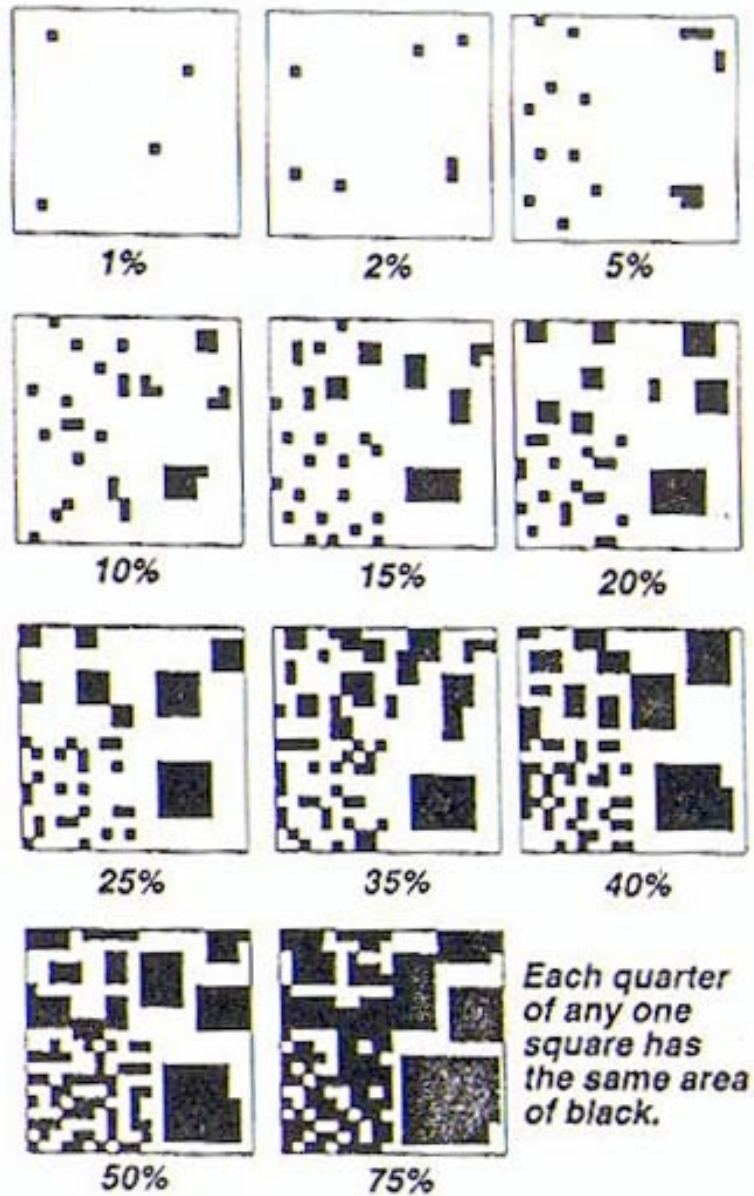 1%
2%
5%
10%
15%
20%
25%
35%
40%
50%
75%
Each quarter
of any one
square has
the same area
of black.